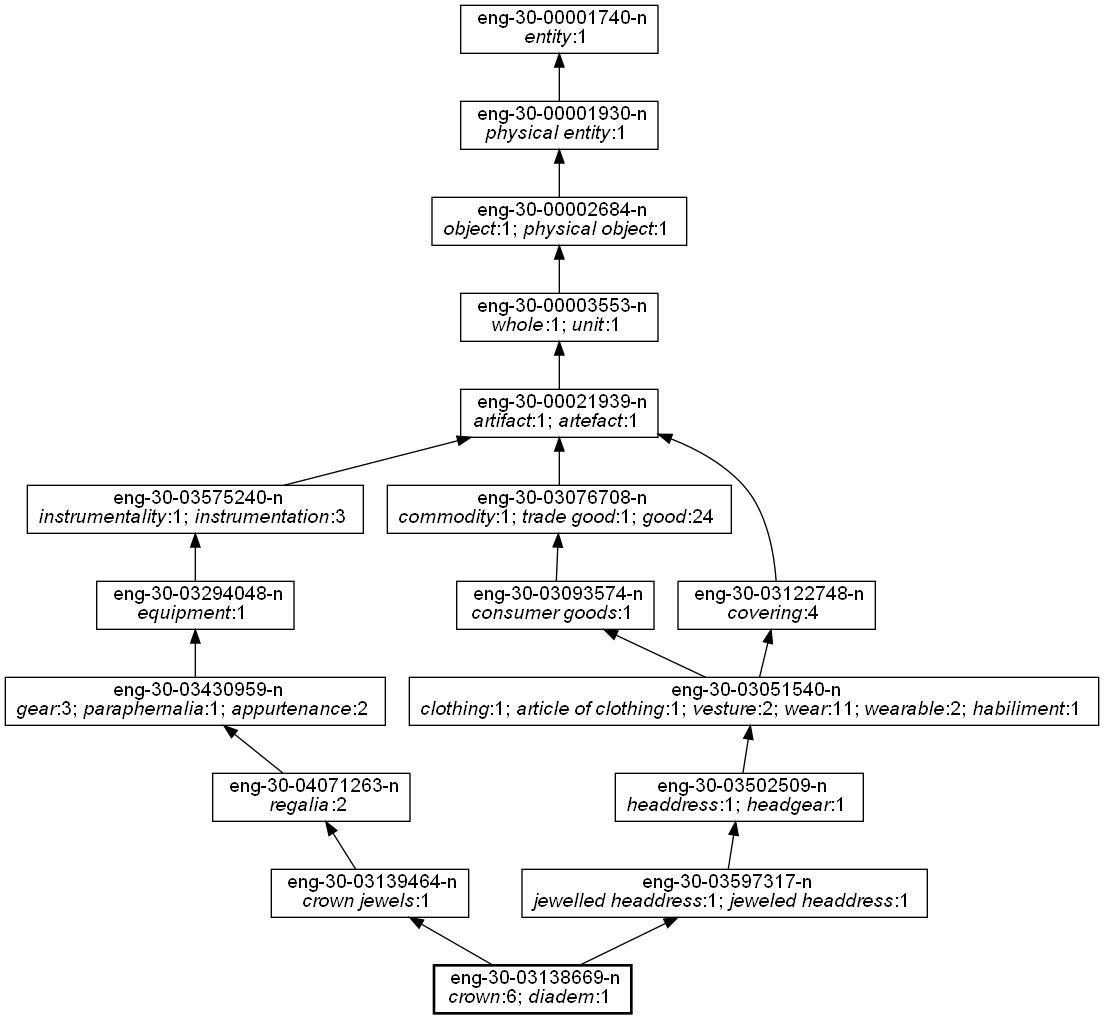 eng-30-00001740-n
entity:1
eng-30-00001930-n
physical entity:1
eng-30-00002684-n
object:1; physical object:1
eng-30-00003553-n
whole:1; unit:1
eng-30-00021939-n
artifact:1; artefact:1
eng-30-03575240-n
instrumentality:1; instrumentation:3
eng-30-03076708-n
commodity:1; trade good:1; good:24
eng-30-03294048-n
equipment:1
eng-30-03093574-n
consumer goods:1
eng-30-03122748-n
covering:4
eng-30-03430959-n
gear:3; paraphernalia:1; appurtenance:2
eng-30-03051540-n
clothing:1; article of clothing:1; vesture:2; wear:11; wearable:2; habiliment:1
eng-30-04071263-n
regalia:2
eng-30-03502509-n
headdress:1; headgear:1
eng-30-03139464-n
crown jewels:1
eng-30-03597317-n
jewelled headdress:1; jeweled headdress:1
eng-30-03138669-n
crown:6; diadem:1